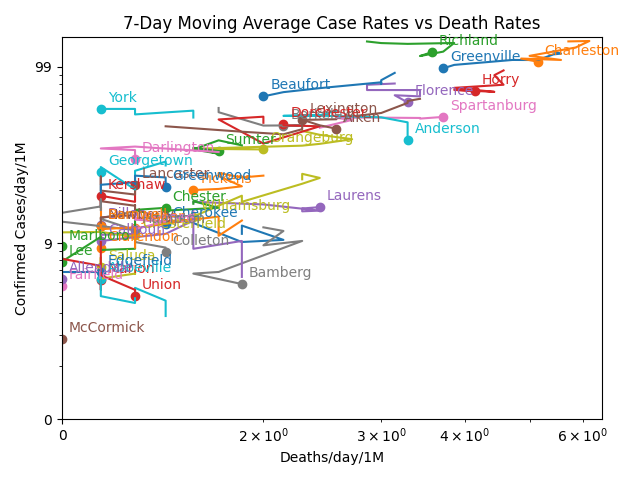 7-Day Moving Average Case Rates vs Death Rates
Richland
Charleston
Greenville
99
Beaufort
Horry
Florence
York
Lexington
Dorchester
Aiken
Spartanburg
Anderson
Sumter
Orangeburg
Darlington
Georgetown
Lancaster
Greenwood
Pickens
Kershaw
Chester
Laurens
Williamsburg
Cherokee
9
Marlboro
Clarendon
Colleton
Lee
Saluda
Edgefield
Allendale
Marion
Fairfield
Bamberg
Union
McCormick
0
0
2 × 10⁰
3 × 10⁰
4 × 10⁰
6 × 10⁰
Deaths/day/1M
Confirmed Cases/day/1M